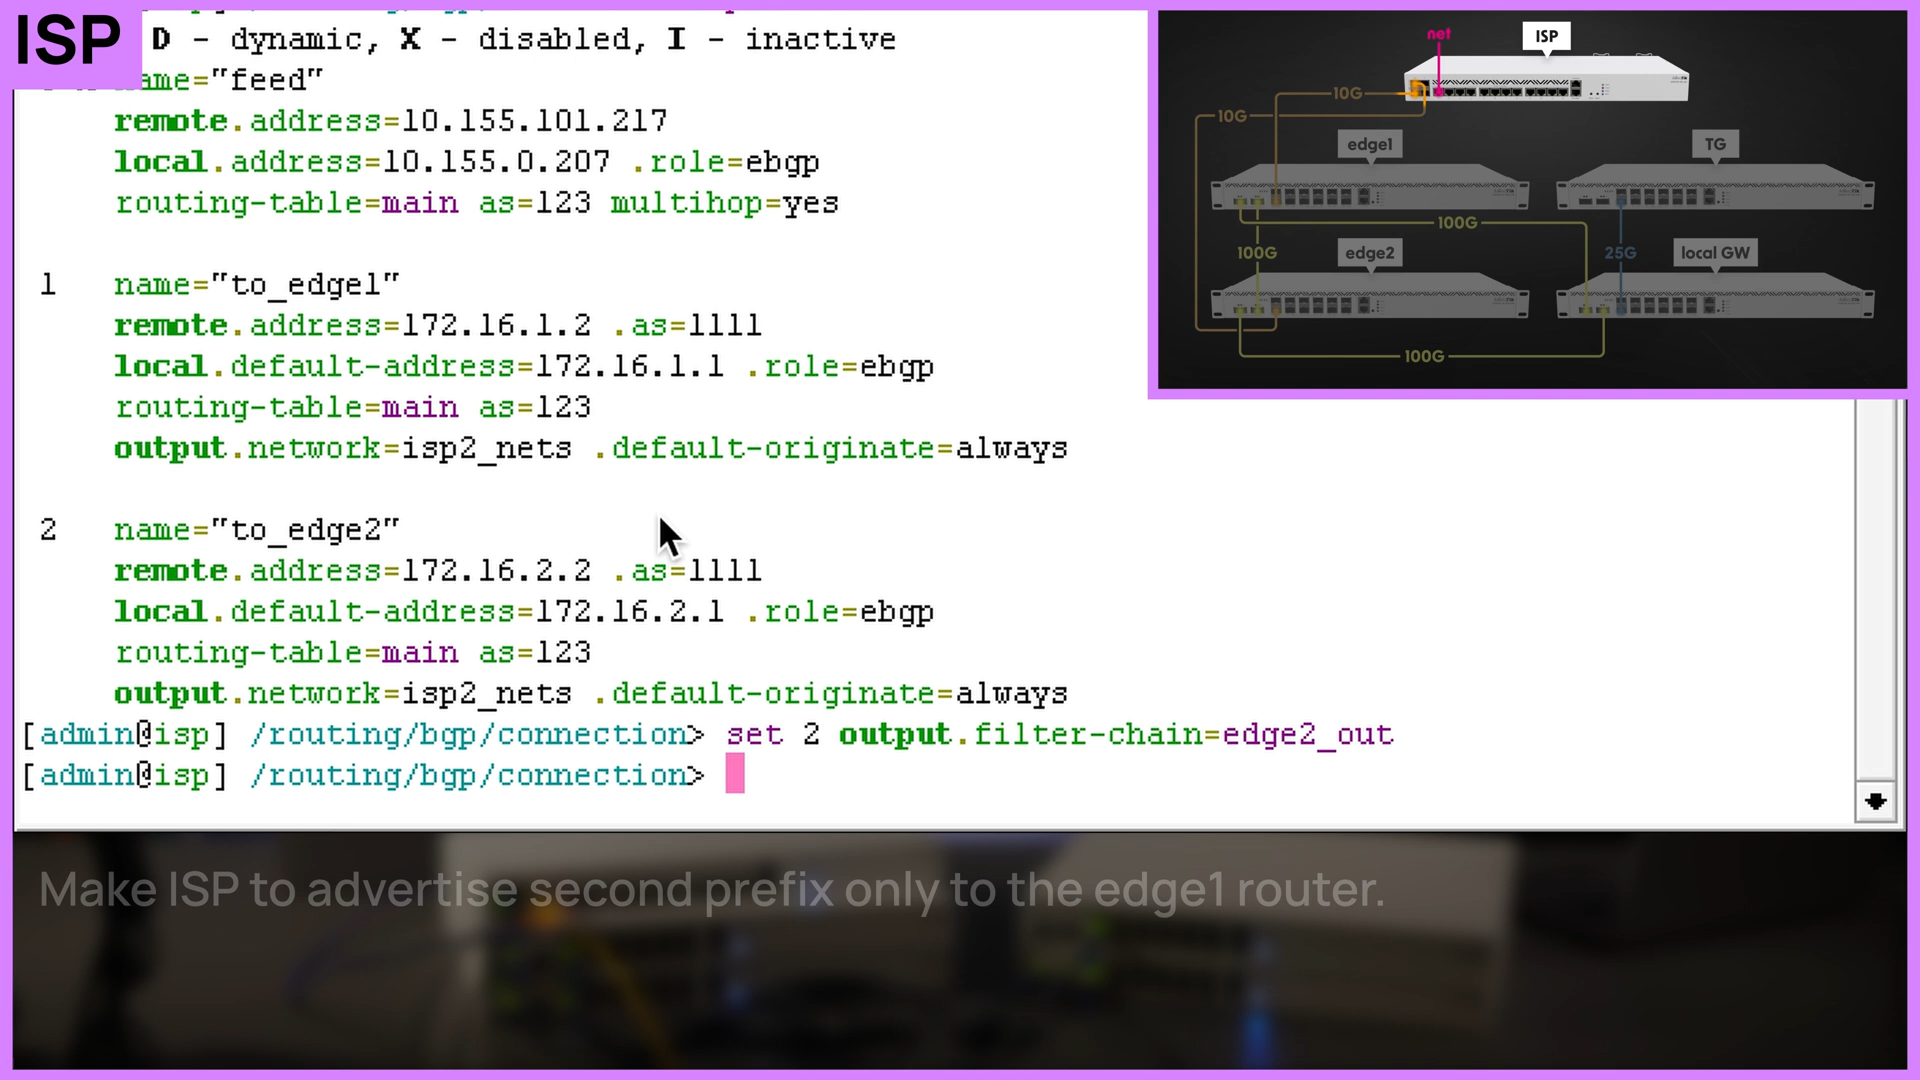 ISP
D - dynamic, X - disabled, I - inactive
name="feed"
remote.address=10.155.101.217
local.address=10.155.0.207 .role=ebgp
routing-table=main as=123 multihop=yes
1 name="to_edge1"
remote.address=172.16.1.2 .as=1111
local.default-address=172.16.1.1 .role=ebgp
routing-table=main as=123
output.network=isp2_nets .default-originate=always
2 name="to_edge2"
remote.address=172.16.2.2 .as=1111
local.default-address=172.16.2.1 .role=ebgp
routing-table=main as=123
output.network=isp2_nets .default-originate=always
[admin@isp] /routing/bgp/connection> set 2 output.filter-chain=edge2_out
[admin@isp] /routing/bgp/connection>
net
ISP
10G
10G
edge1
TG
100G
100G
edge2
25G
local GW
100G
Make ISP to advertise second prefix only to the edge1 router.